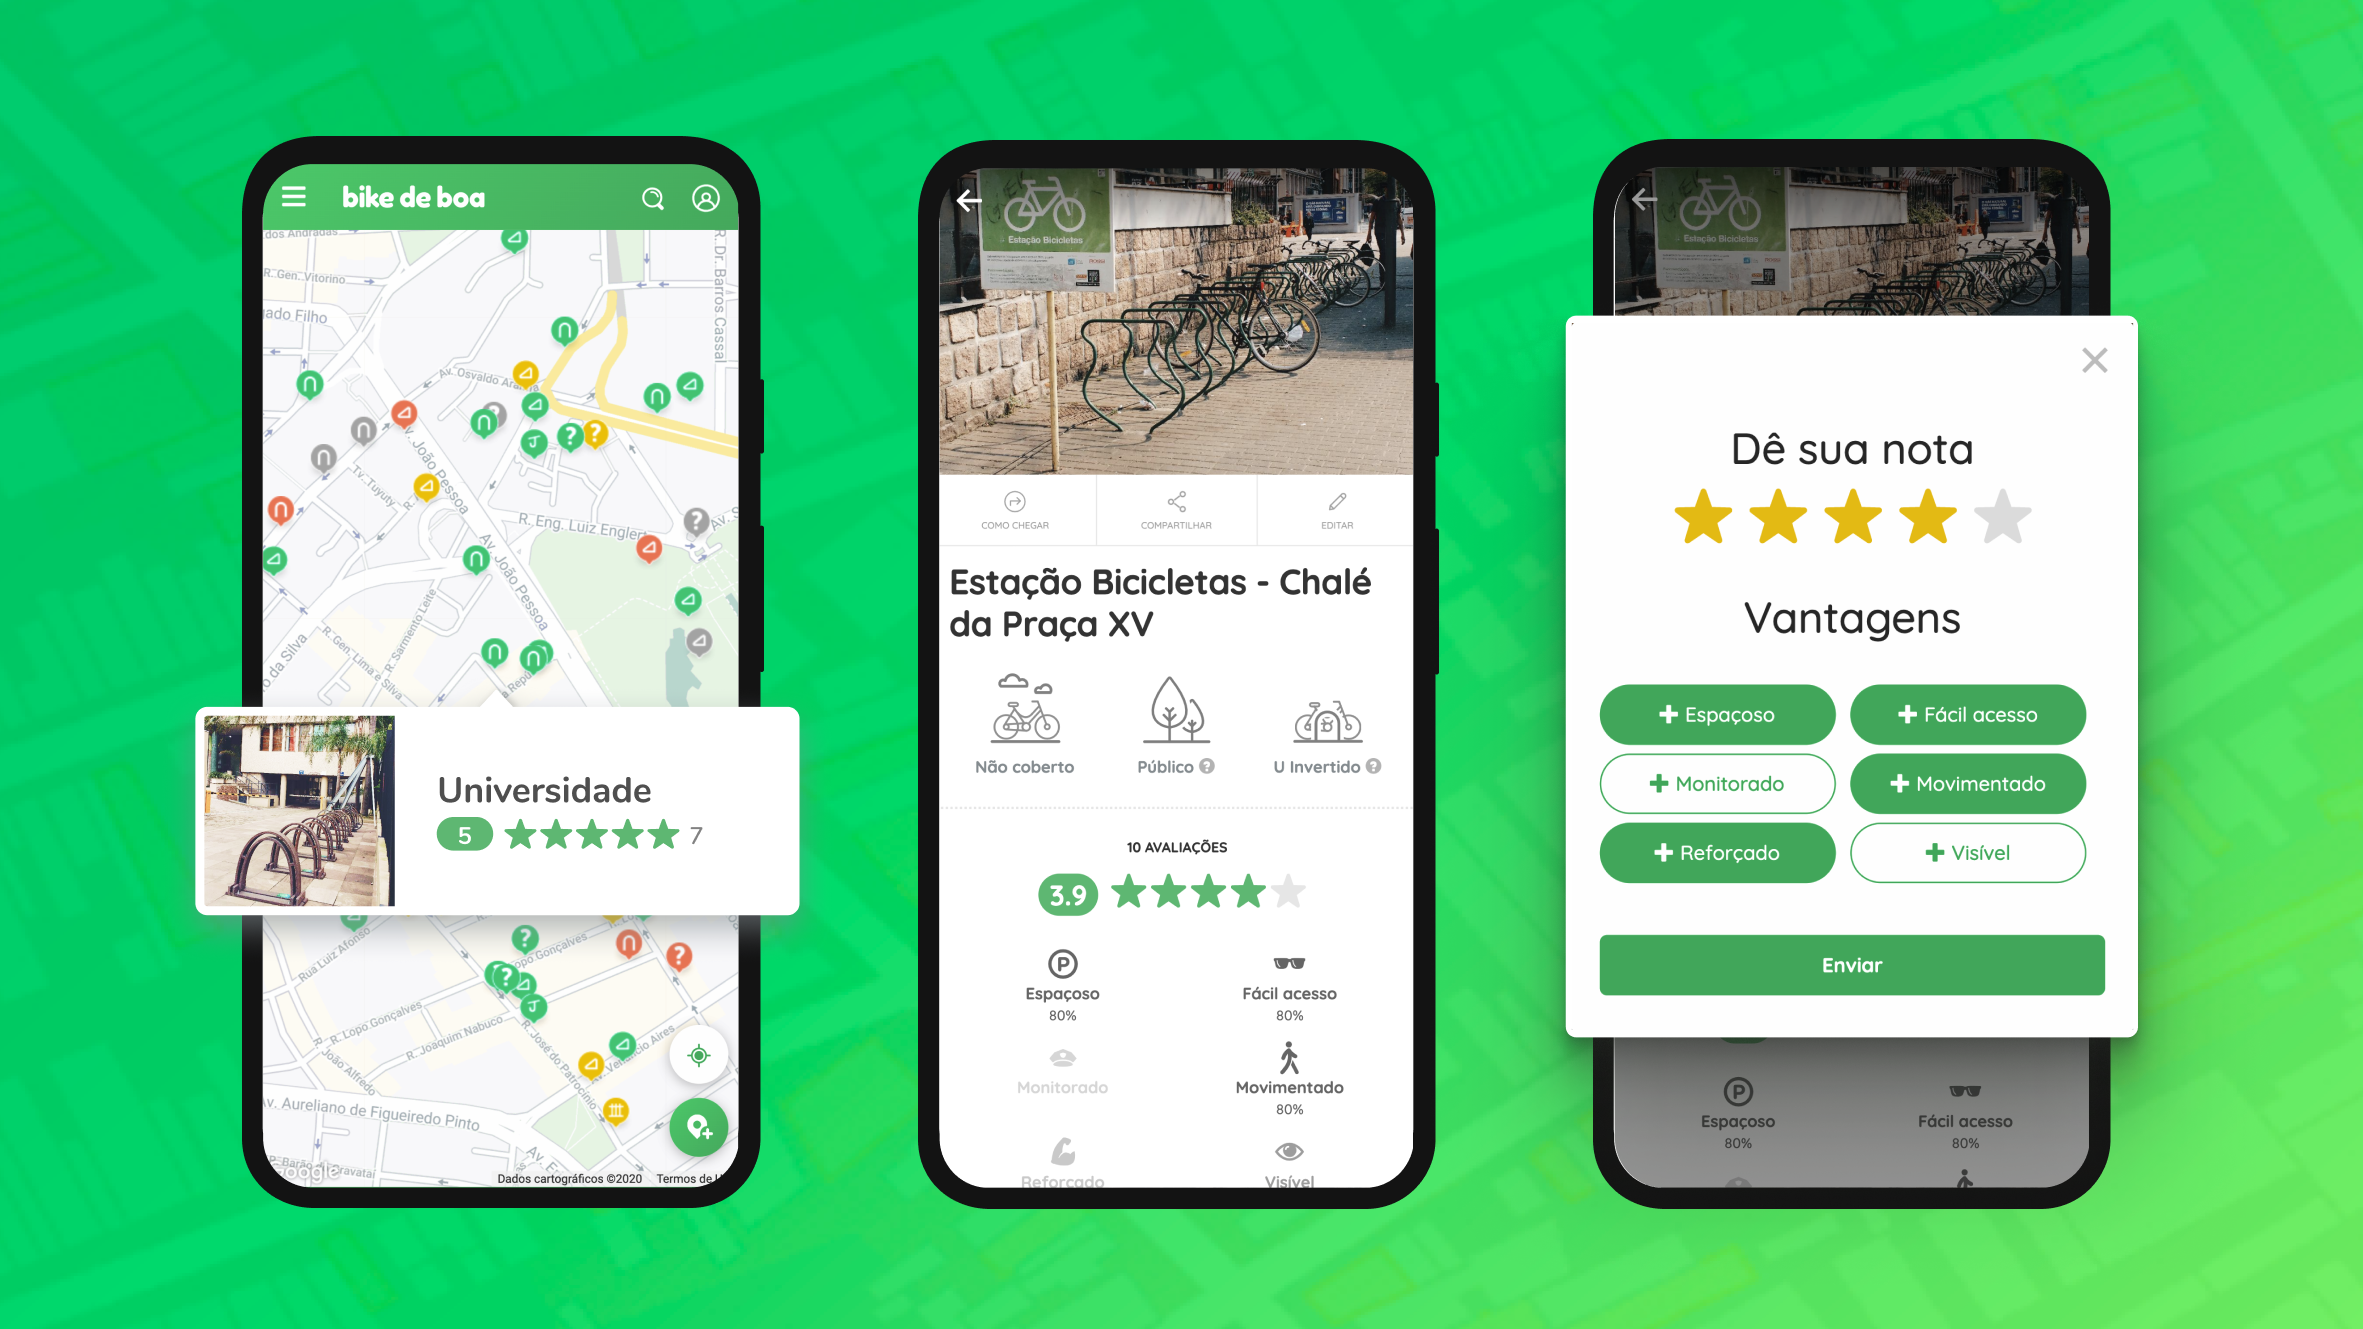 bike de boa
dos Andradas
R. Gen. Vitorino
R. Dr. Barros Cassal
ado Filho
Av. Osvaldo
Av. João Pessoa
Tv. Tuyuty
R. Eng. Luiz Englert
Av. João Pessoa
R. Sarmento Leite
R. Gen. Lima e Silva
o da Silva
Universidade
5
7
Rua Luiz Afonso
Lopo Gonçalves
R. Lopo Gonçalves
R. Joaquim Nabuco
R. José do Patrocínio
João Alfredo
Av. Aureliano de Figueiredo Pinto
Google
Dados cartográficos ©2020
Termos de
Estação Bicicletas
COMO CHEGAR
COMPARTILHAR
EDITAR
Estação Bicicletas - Chalé
da Praça XV
Não coberto
Público ?
U Invertido ?
10 AVALIAÇÕES
3.9
P
Espaçoso
80%
Fácil acesso
80%
Monitorado
Movimentado
80%
Reforçado
Visível
Estação Bicicletas
Dê sua nota
Vantagens
+ Espaçoso
+ Fácil acesso
+ Monitorado
+ Movimentado
+ Reforçado
+ Visível
Enviar
P
Espaçoso
80%
Fácil acesso
80%